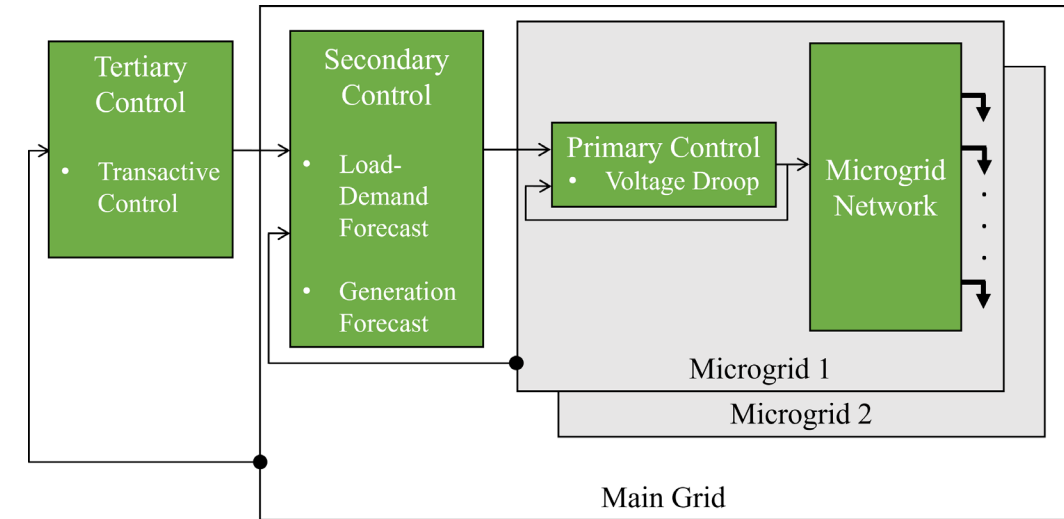 Tertiary
Control
• Transactive
Control
Secondary
Control
• Load-
Demand
Forecast
• Generation
Forecast
Primary Control
• Voltage Droop
Microgrid
Network
Microgrid 1
Microgrid 2
Main Grid